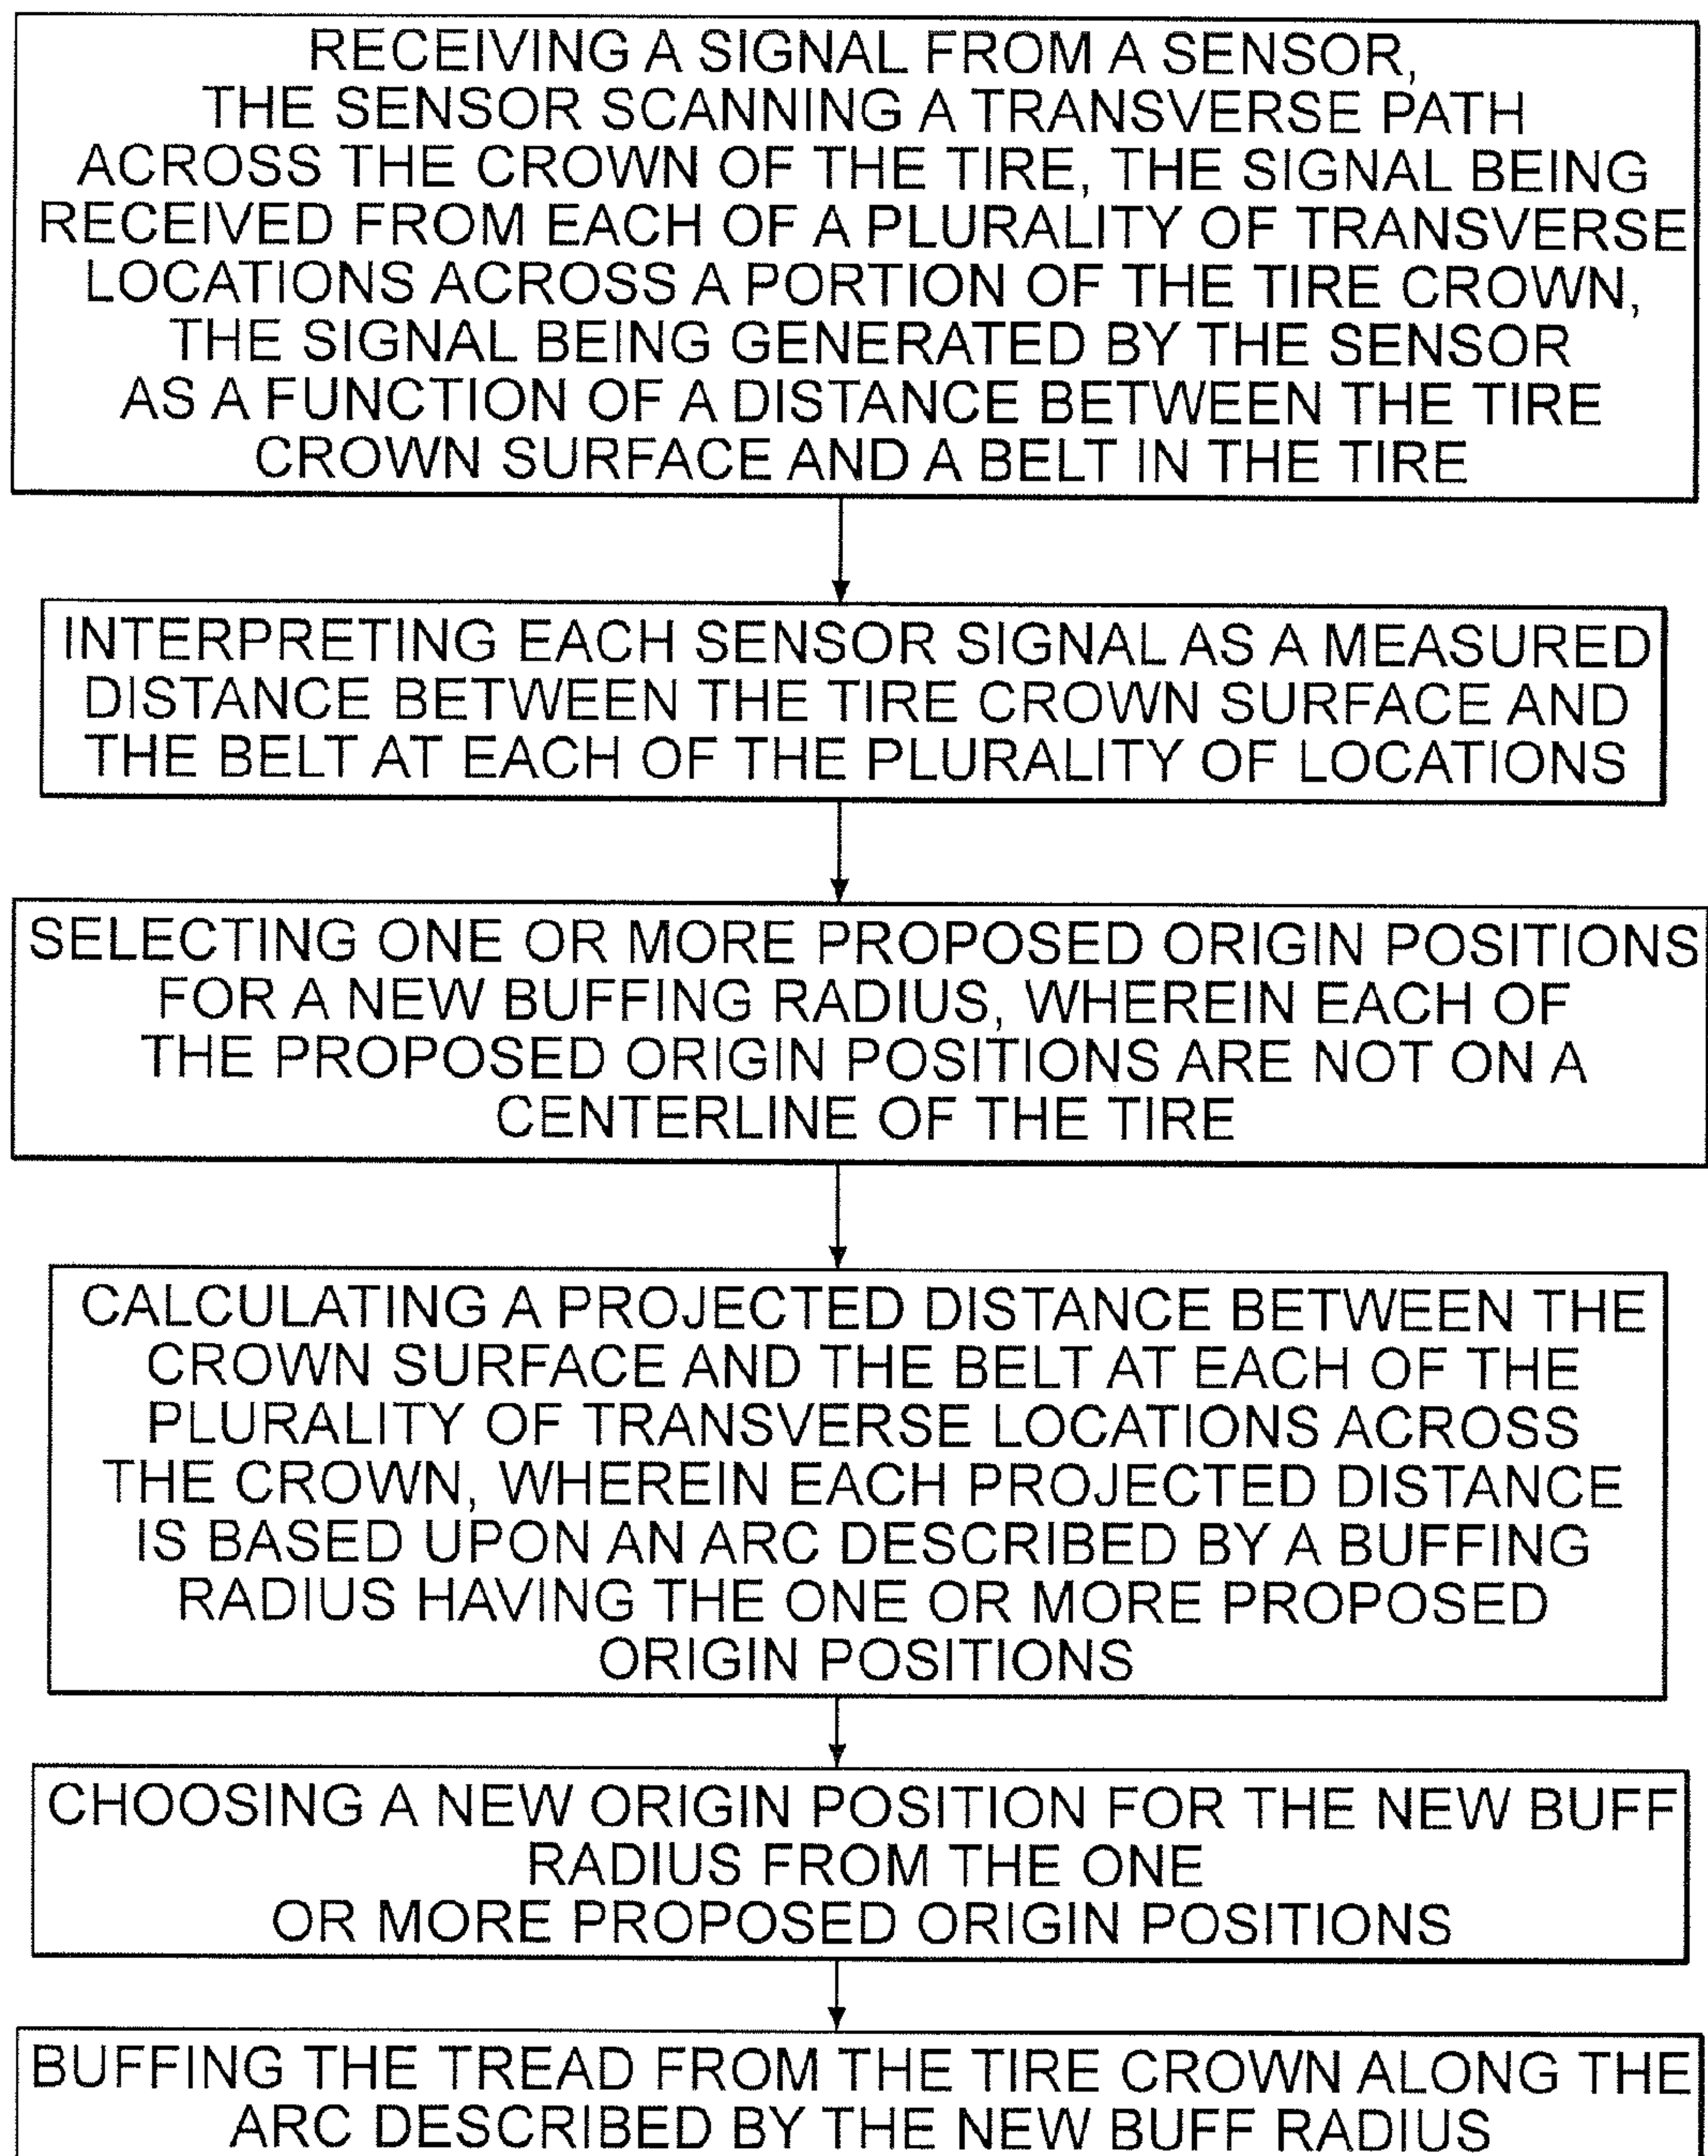 RECEIVING A SIGNAL FROM A SENSOR,
THE SENSOR SCANNING A TRANSVERSE PATH
ACROSS THE CROWN OF THE TIRE, THE SIGNAL BEING
RECEIVED FROM EACH OF A PLURALITY OF TRANSVERSE
LOCATIONS ACROSS A PORTION OF THE TIRE CROWN,
THE SIGNAL BEING GENERATED BY THE SENSOR
AS A FUNCTION OF A DISTANCE BETWEEN THE TIRE
CROWN SURFACE AND A BELT IN THE TIRE
INTERPRETING EACH SENSOR SIGNAL AS A MEASURED
DISTANCE BETWEEN THE TIRE CROWN SURFACE AND
THE BELT AT EACH OF THE PLURALITY OF LOCATIONS
SELECTING ONE OR MORE PROPOSED ORIGIN POSITIONS
FOR A NEW BUFFING RADIUS, WHEREIN EACH OF
THE PROPOSED ORIGIN POSITIONS ARE NOT ON A
CENTERLINE OF THE TIRE
CALCULATING A PROJECTED DISTANCE BETWEEN THE
CROWN SURFACE AND THE BELT AT EACH OF THE
PLURALITY OF TRANSVERSE LOCATIONS ACROSS
THE CROWN, WHEREIN EACH PROJECTED DISTANCE
IS BASED UPON AN ARC DESCRIBED BY A BUFFING
RADIUS HAVING THE ONE OR MORE PROPOSED
ORIGIN POSITIONS
CHOOSING A NEW ORIGIN POSITION FOR THE NEW BUFF
RADIUS FROM THE ONE
OR MORE PROPOSED ORIGIN POSITIONS
BUFFING THE TREAD FROM THE TIRE CROWN ALONG THE
ARC DESCRIBED BY THE NEW BUFF RADIUS